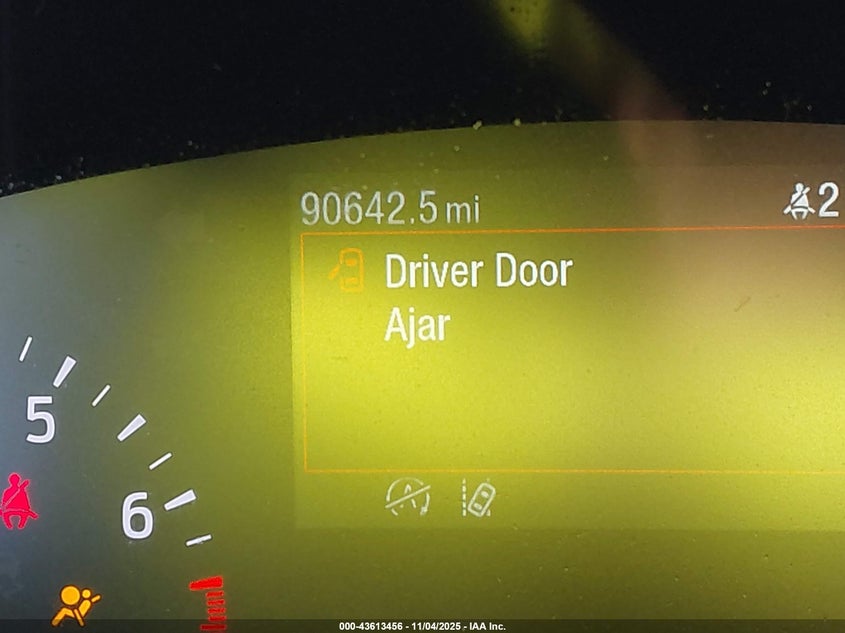 90642.5 mi
2
Driver Door
Ajar
5
6
000-43613456 - 11/04/2025 - IAA Inc.